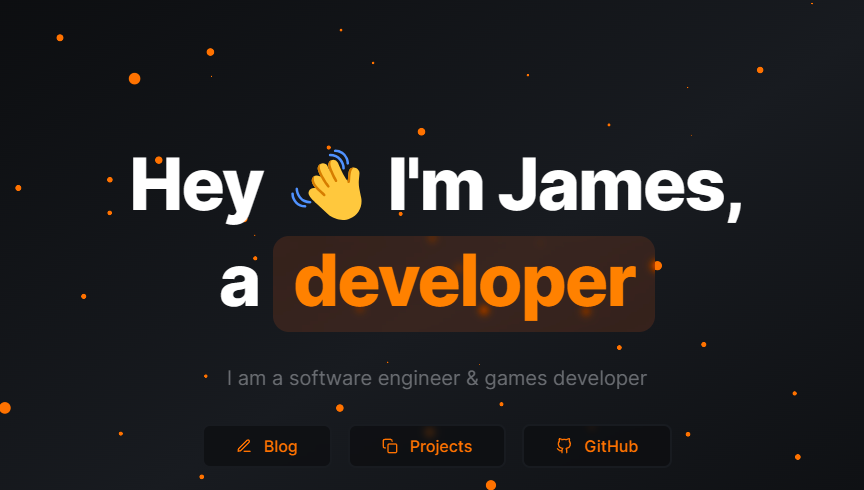 Hey 👋 I'm James,
a developer
I am a software engineer & games developer
Blog Projects GitHub